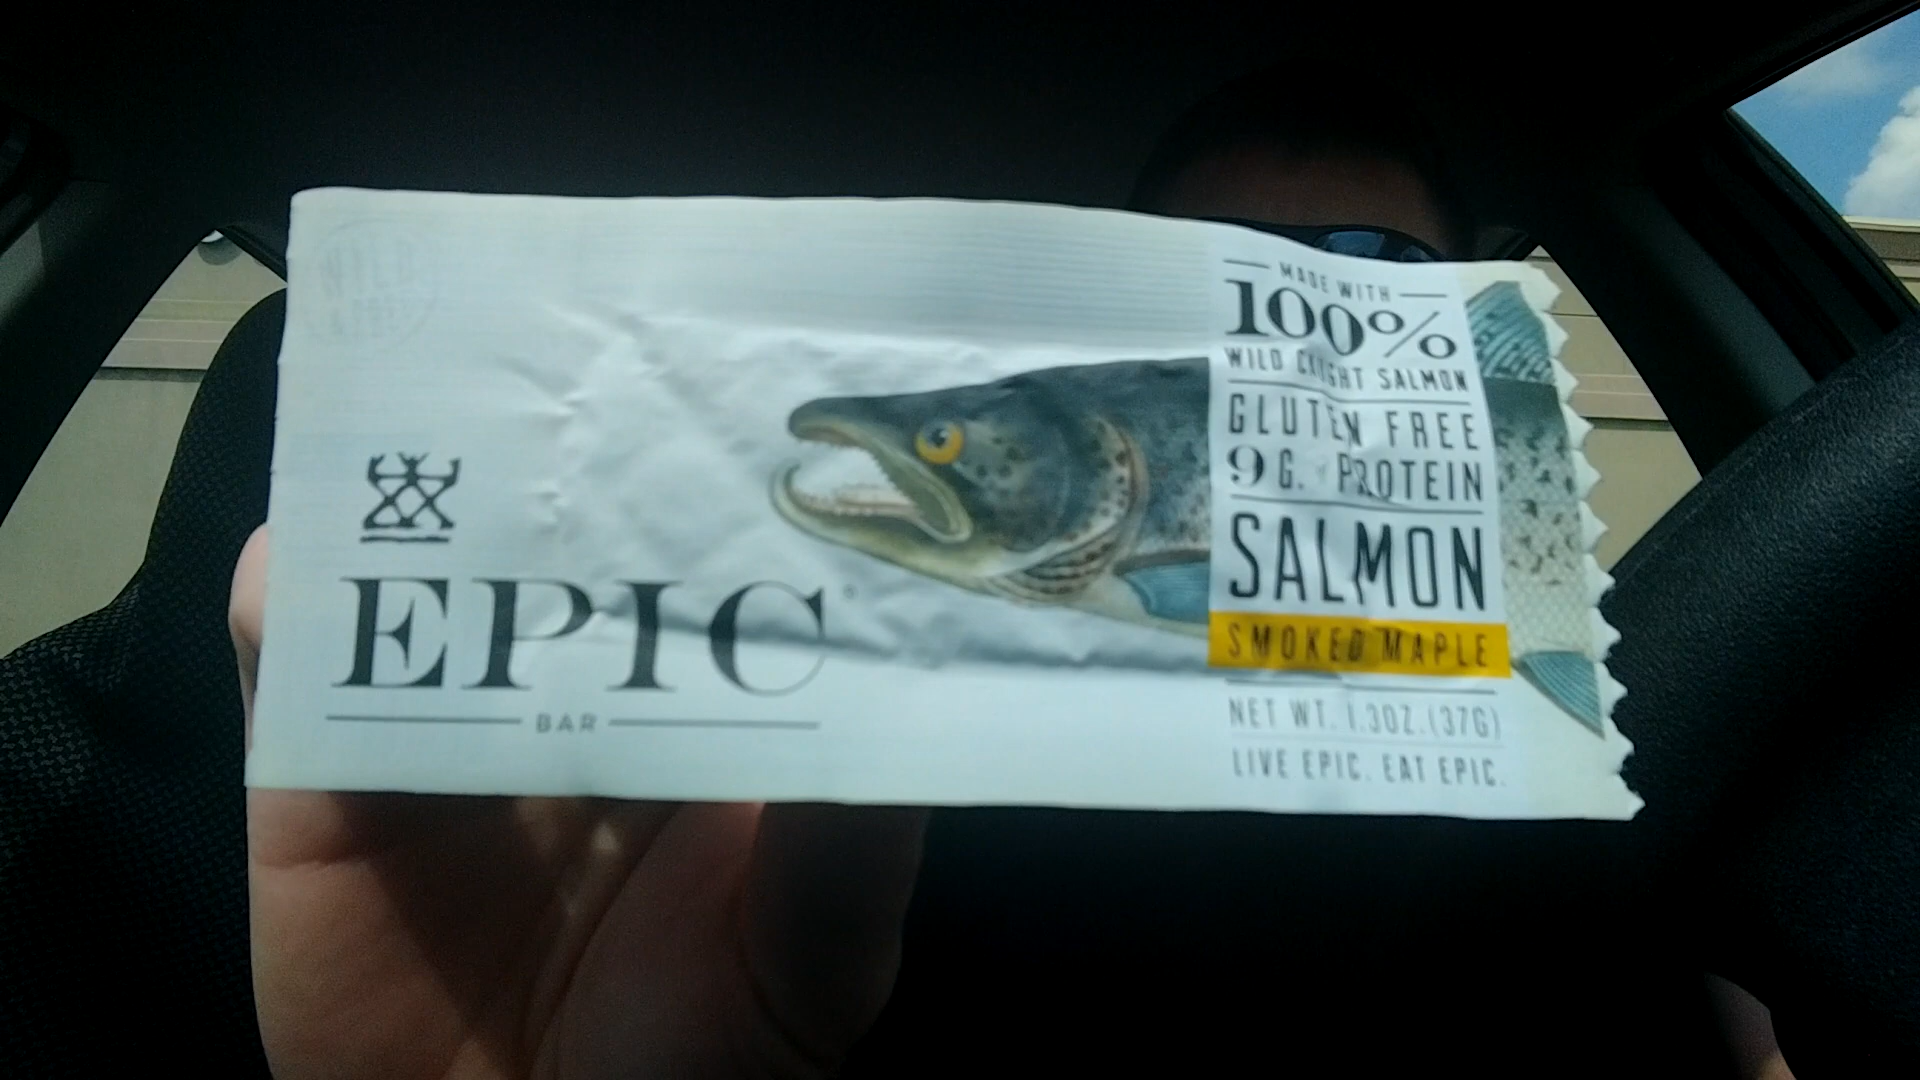 EPIC
BAR
MADE WITH
100%
WILD CAUGHT SALMON
GLUTEN FREE
9G. PROTEIN
SALMON
SMOKED MAPLE
NET WT. 1.3OZ.(37G)
LIVE EPIC. EAT EPIC.